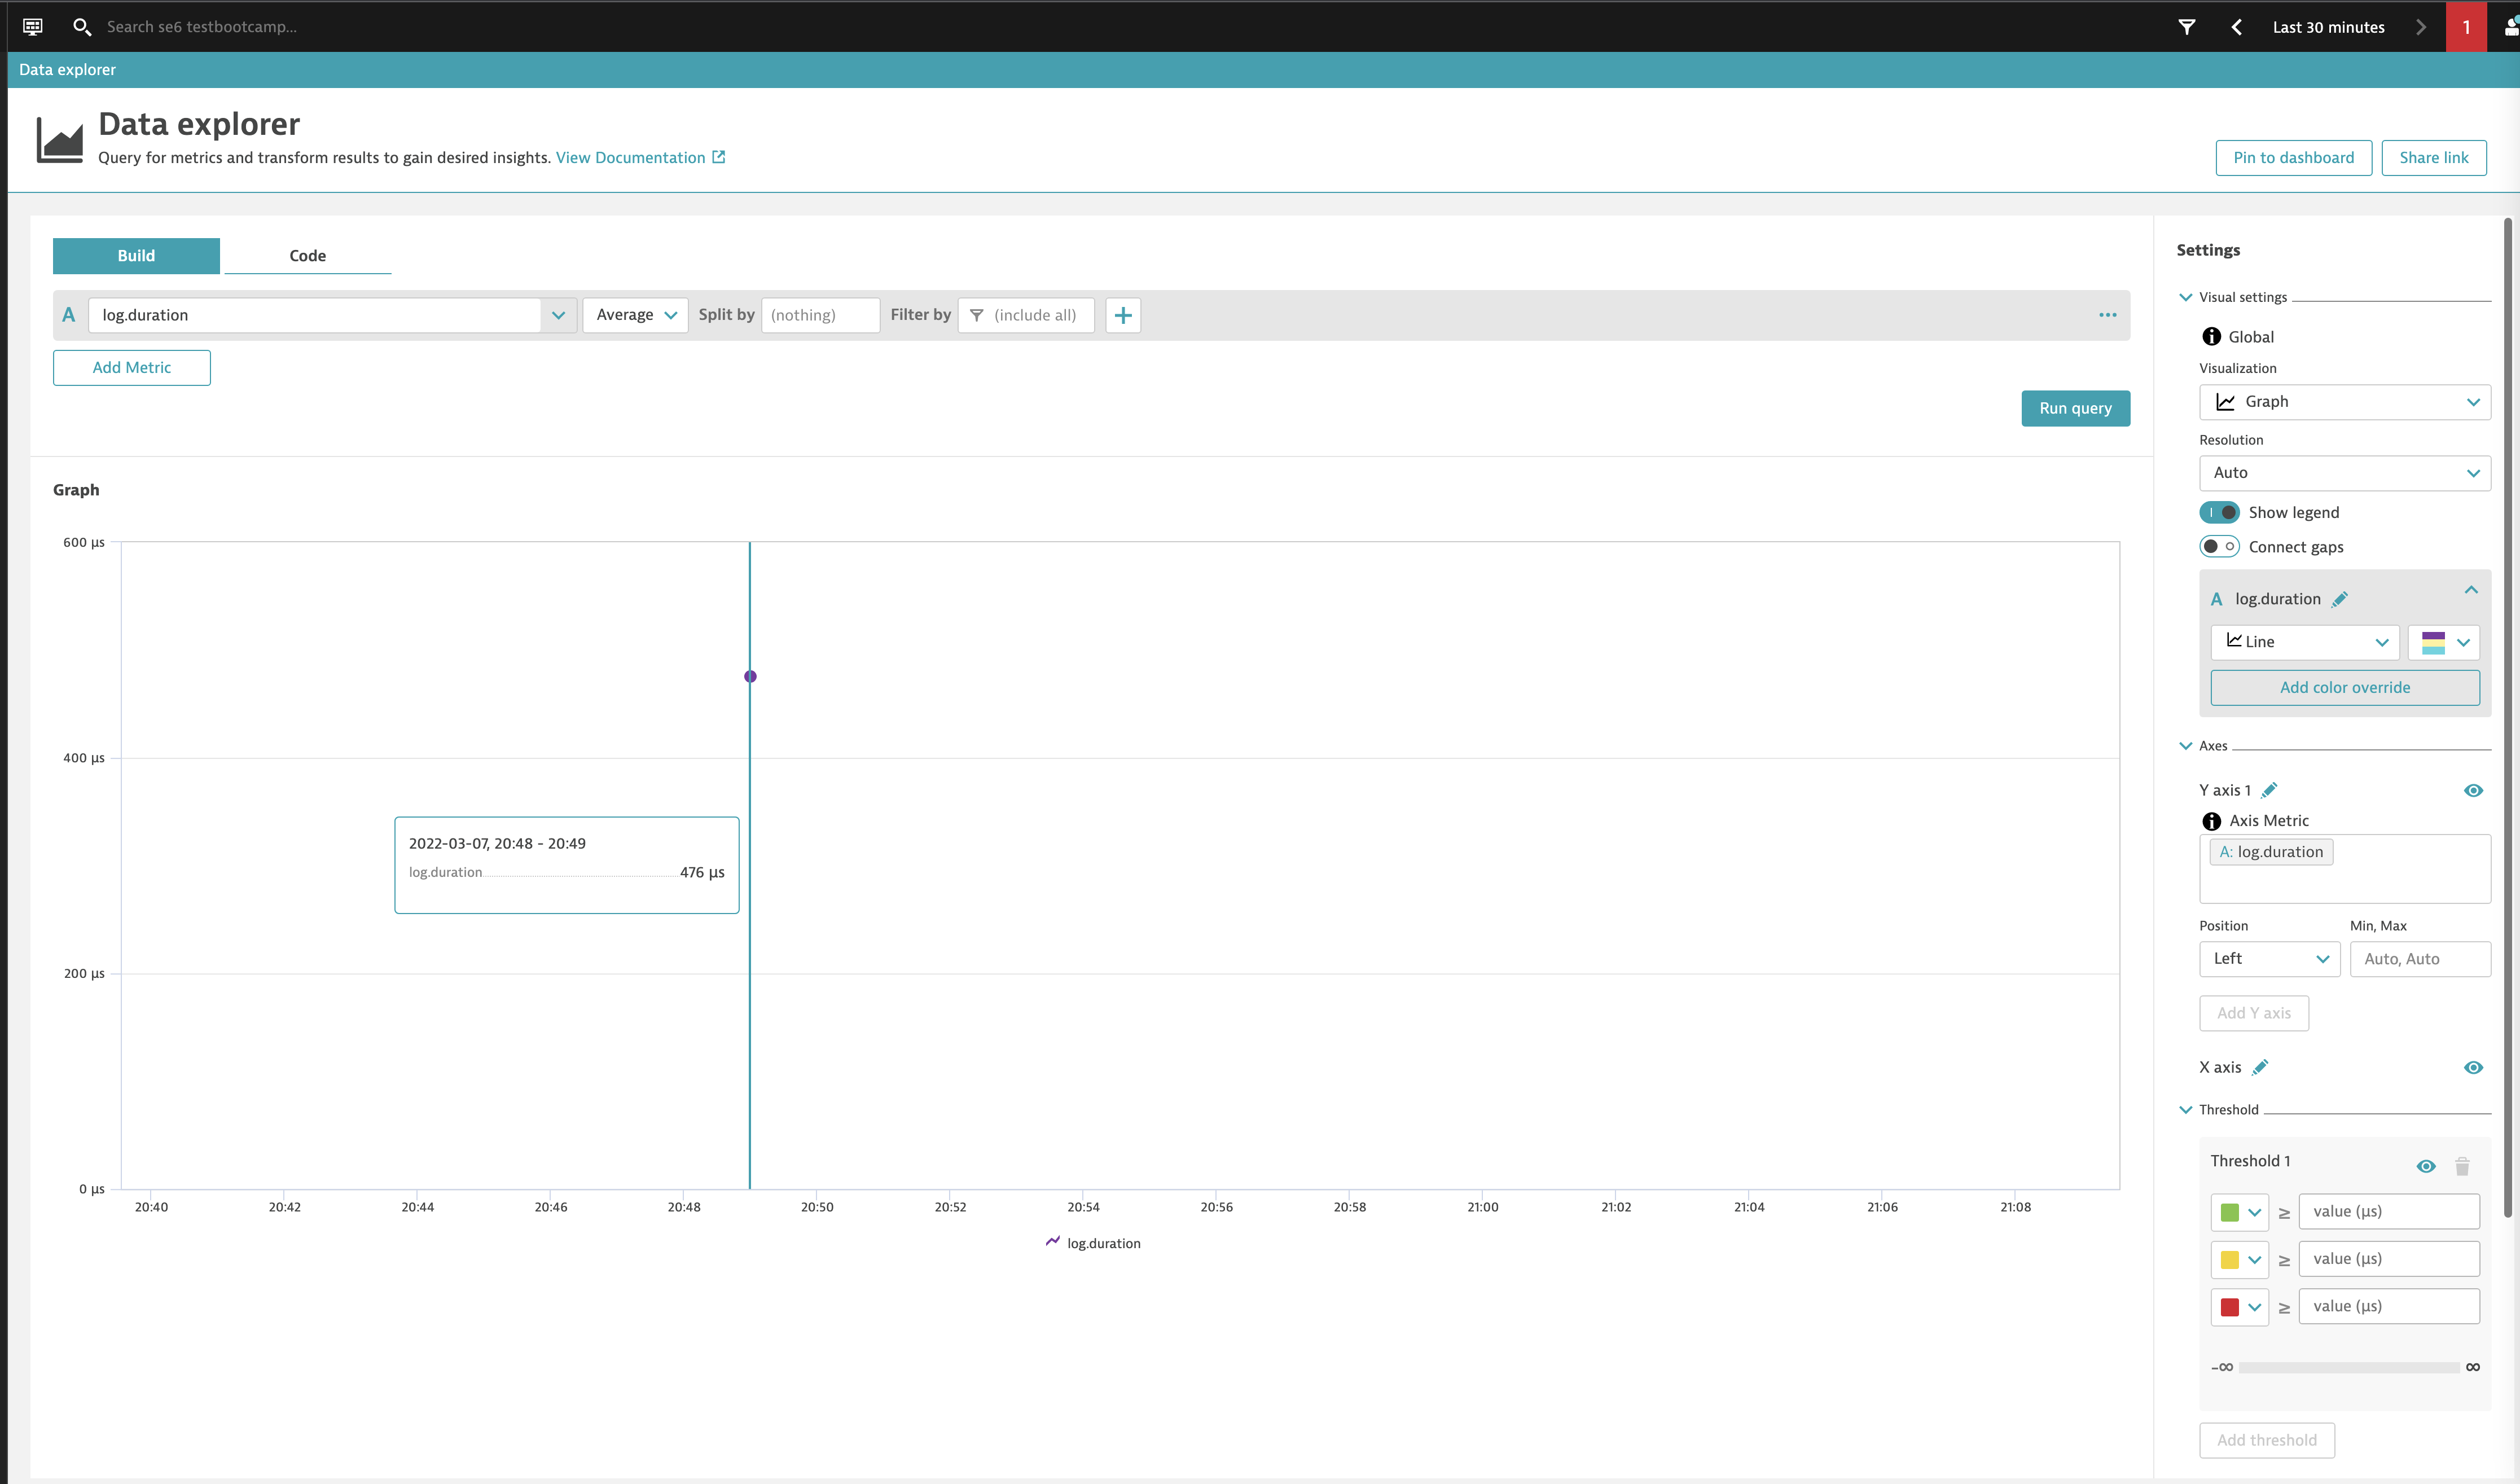 Search se6 testbootcamp...
Last 30 minutes
1
Data explorer
Data explorer
Query for metrics and transform results to gain desired insights. View Documentation
Pin to dashboard
Share link
Build
Code
A log.duration Average Split by (nothing) Filter by (include all) +
Add Metric
Run query
Graph
600 µs
400 µs
200 µs
0 µs
2022-03-07, 20:48 - 20:49
log.duration 476 µs
20:40 20:42 20:44 20:46 20:48 20:50 20:52 20:54 20:56 20:58 21:00 21:02 21:04 21:06 21:08
log.duration
Settings
Visual settings
Global
Visualization
Graph
Resolution
Auto
Show legend
Connect gaps
A log.duration
Line
Add color override
Axes
Y axis 1
Axis Metric
A: log.duration
Position Min, Max
Left Auto, Auto
Add Y axis
X axis
Threshold
Threshold 1
≥ value (µs)
≥ value (µs)
≥ value (µs)
-∞ ∞
Add threshold